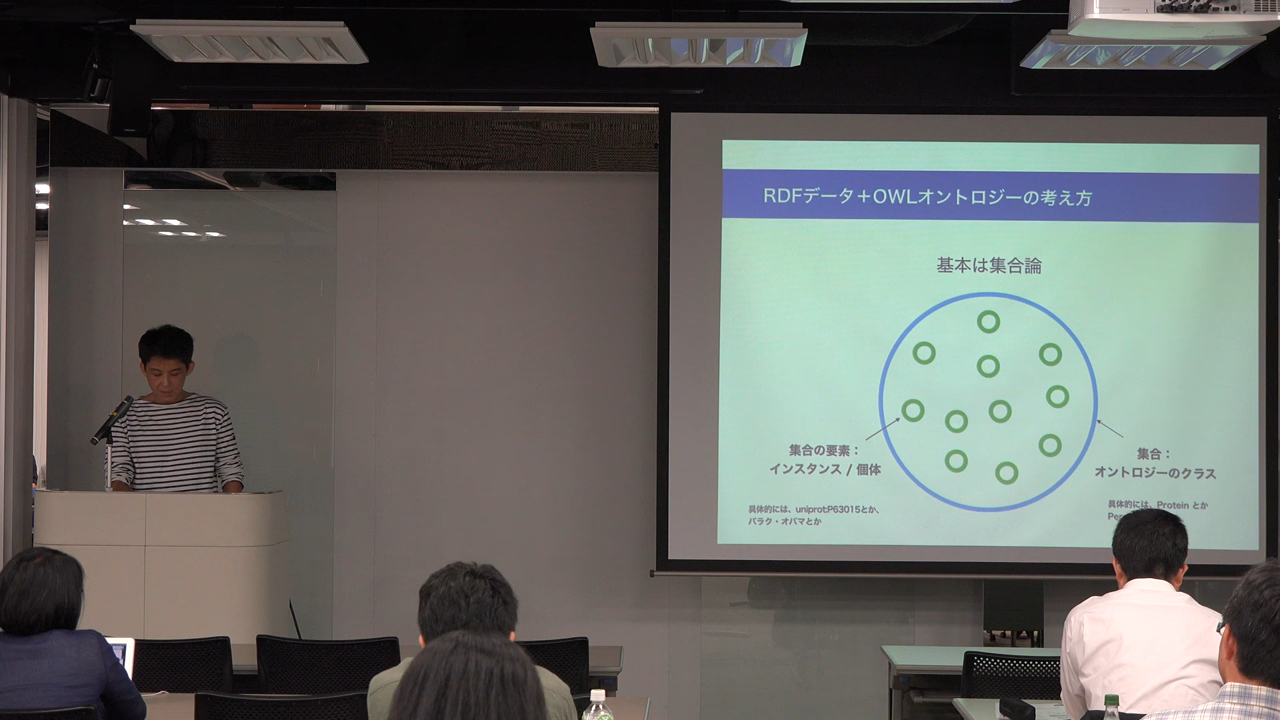 RDFデータ＋OWLオントロジーの考え方
基本は集合論
集合の要素：
インスタンス / 個体
集合：
オントロジーのクラス
具体的には、uniprot:P63015とか、
バラク・オバマとか
具体的には、Protein とか